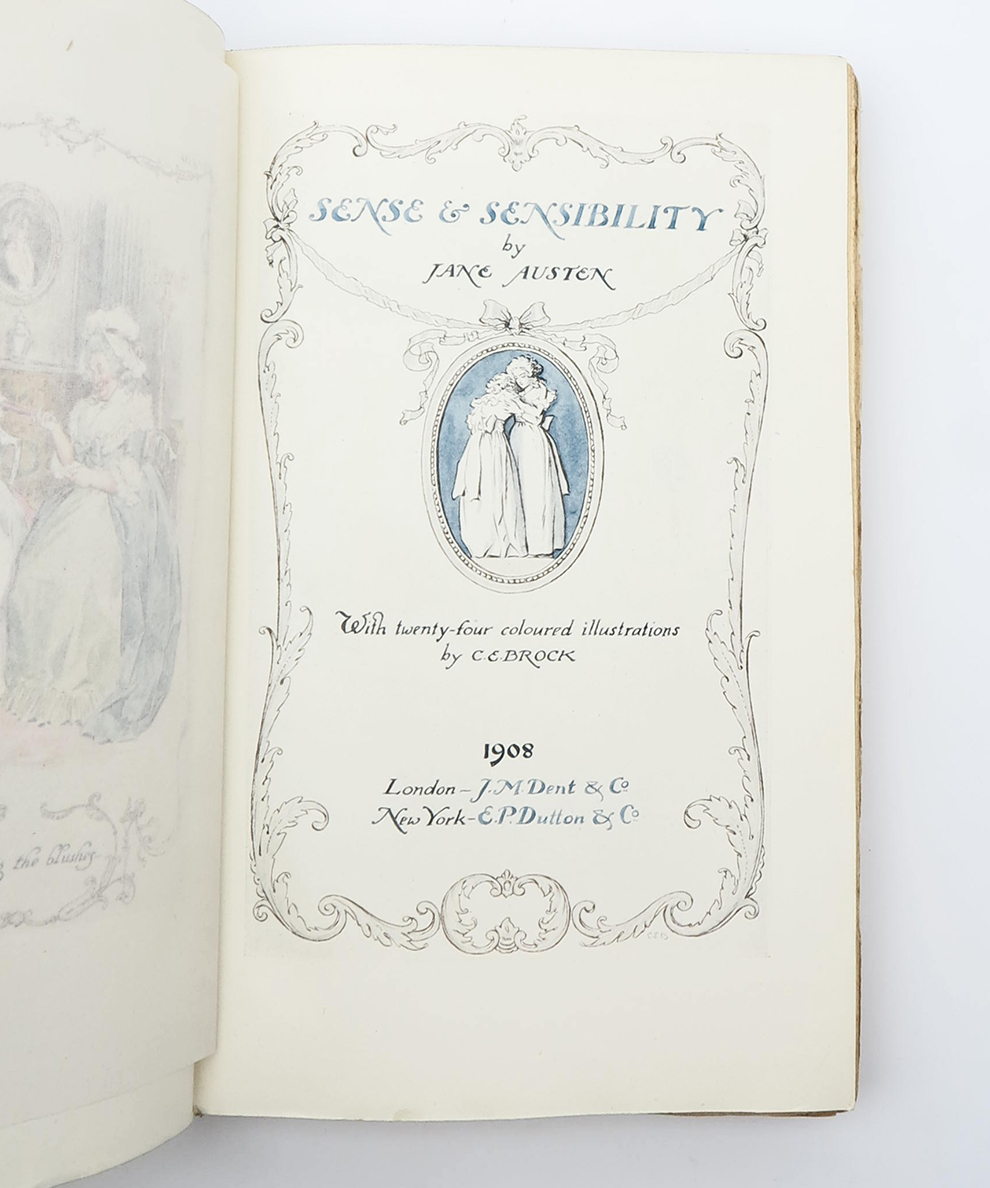 SENSE & SENSIBILITY
by
JANE AUSTEN
With twenty-four coloured illustrations
by C.E.BROCK
1908
London - J.M Dent & Co
New York - E.P. Dutton & Co
the blushes